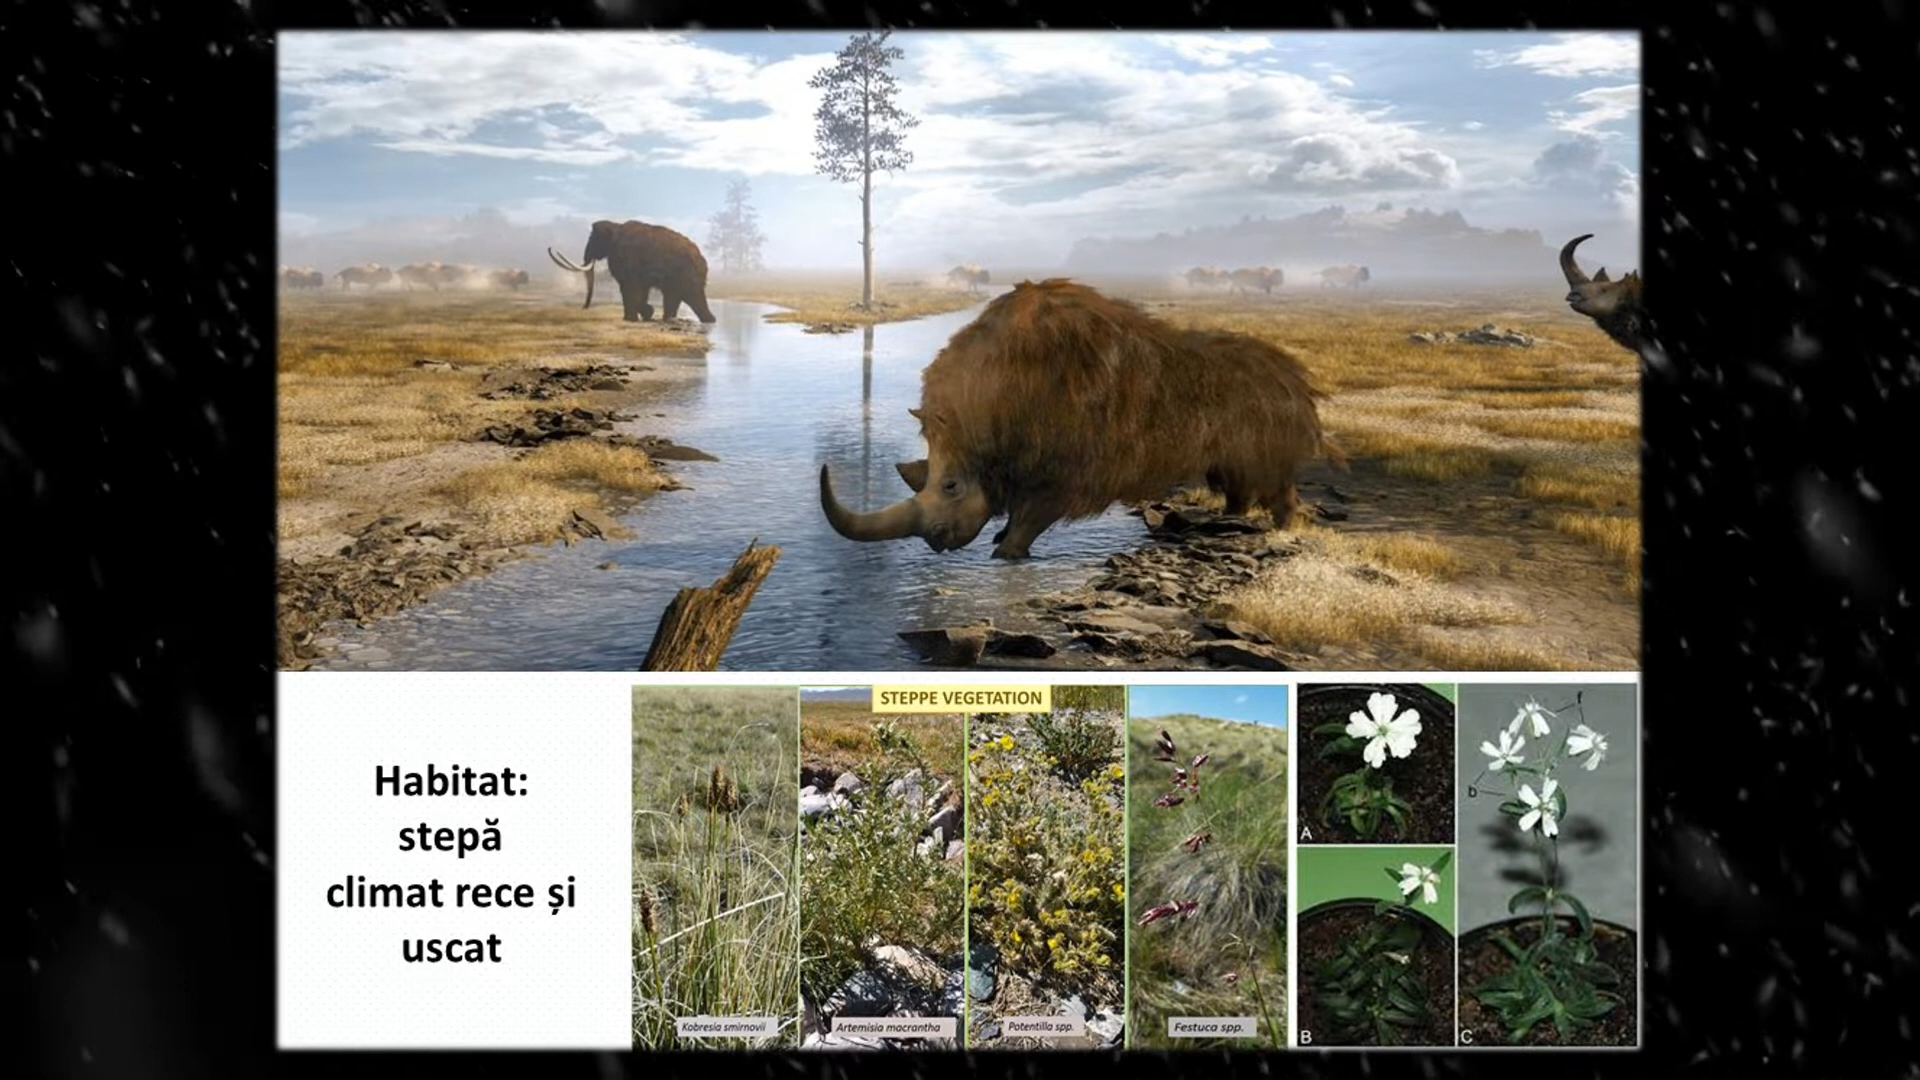 STEPPE VEGETATION
Habitat:
stepă
climat rece și
uscat
Kobresia smirnovii
Artemisia macrantha
Potentilla spp.
Festuca spp.
A
B
C
f
b